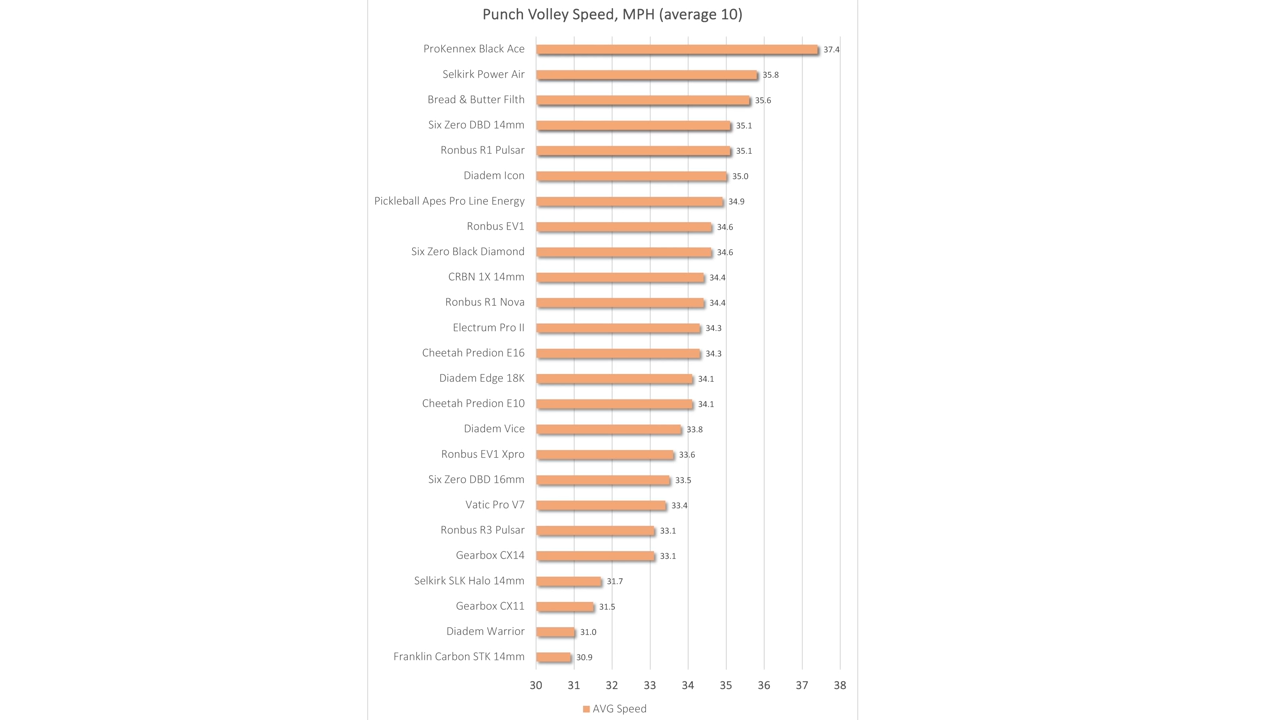 Punch Volley Speed, MPH (average 10)
ProKennex Black Ace 37.4
Selkirk Power Air 35.8
Bread & Butter Filth 35.6
Six Zero DBD 14mm 35.1
Ronbus R1 Pulsar 35.1
Diadem Icon 35.0
Pickleball Apes Pro Line Energy 34.9
Ronbus EV1 34.6
Six Zero Black Diamond 34.6
CRBN 1X 14mm 34.4
Ronbus R1 Nova 34.4
Electrum Pro II 34.3
Cheetah Predion E16 34.3
Diadem Edge 18K 34.1
Cheetah Predion E10 34.1
Diadem Vice 33.8
Ronbus EV1 Xpro 33.6
Six Zero DBD 16mm 33.5
Vatic Pro V7 33.4
Ronbus R3 Pulsar 33.1
Gearbox CX14 33.1
Selkirk SLK Halo 14mm 31.7
Gearbox CX11 31.5
Diadem Warrior 31.0
Franklin Carbon STK 14mm 30.9
30 31 32 33 34 35 36 37 38
AVG Speed